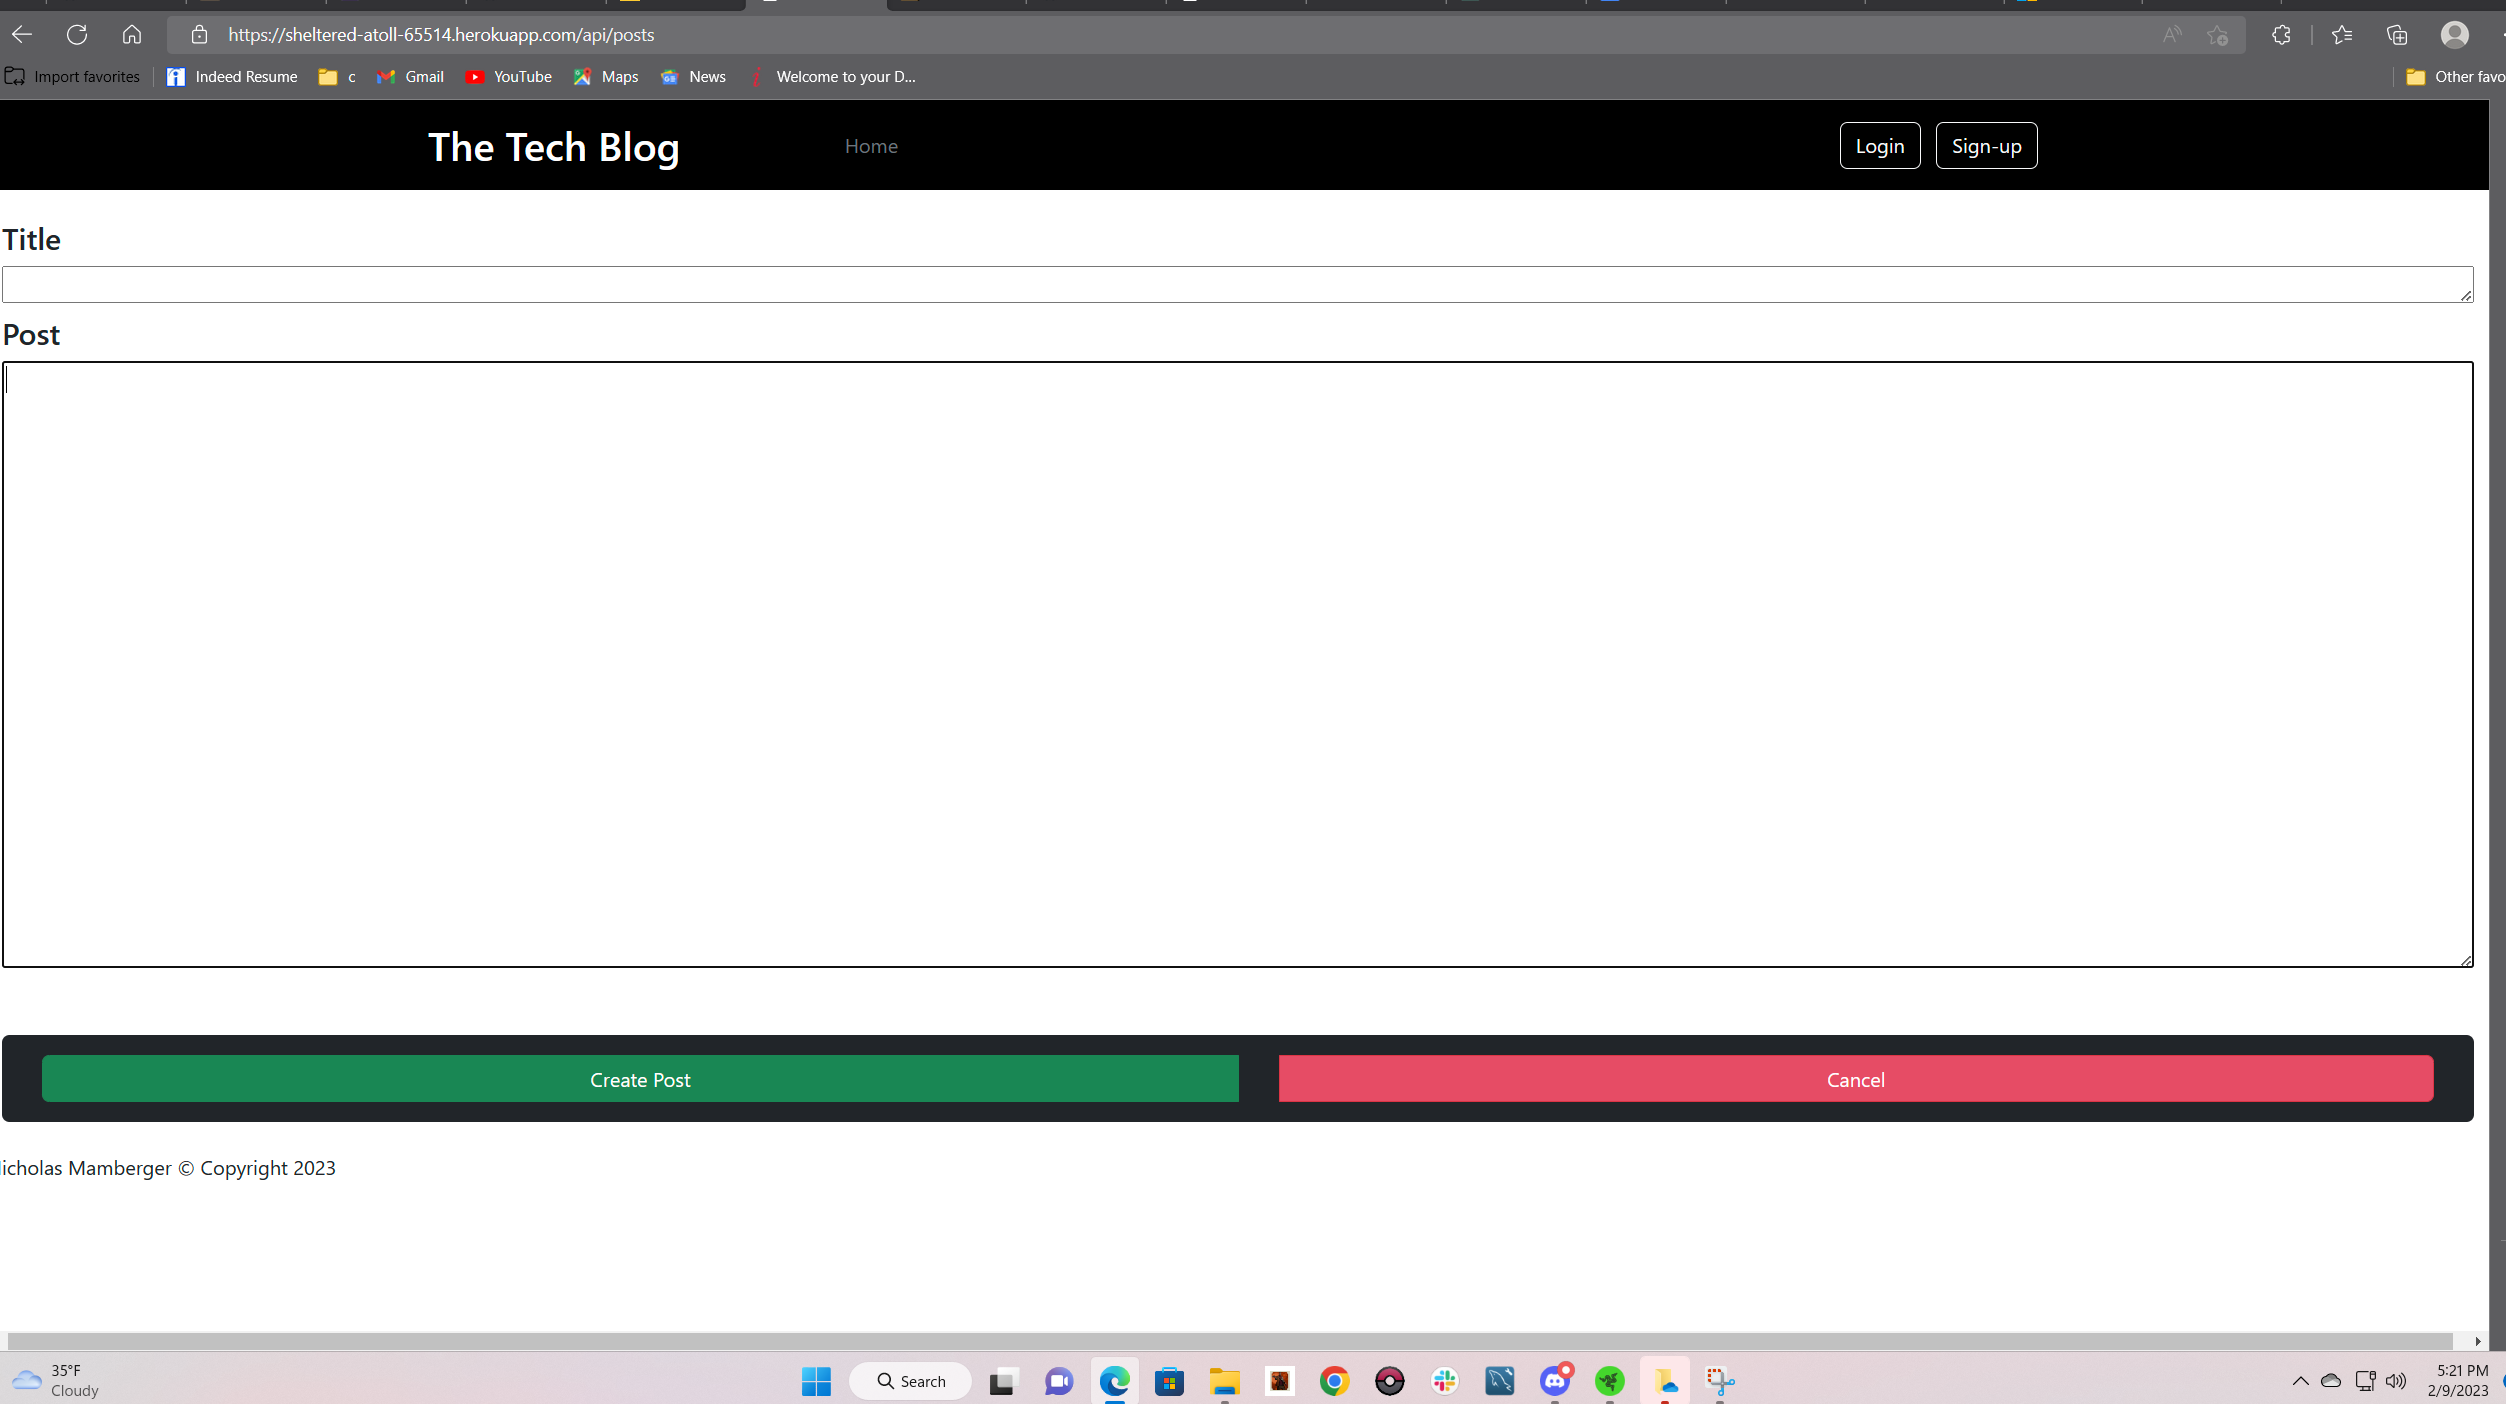 https://sheltered-atoll-65514.herokuapp.com/api/posts
Import favorites Indeed Resume c Gmail YouTube Maps News Welcome to your D... Other favo
The Tech Blog Home Login Sign-up
Title
Post
Create Post Cancel
icholas Mamberger © Copyright 2023
35°F
Cloudy
Search
5:21 PM
2/9/2023